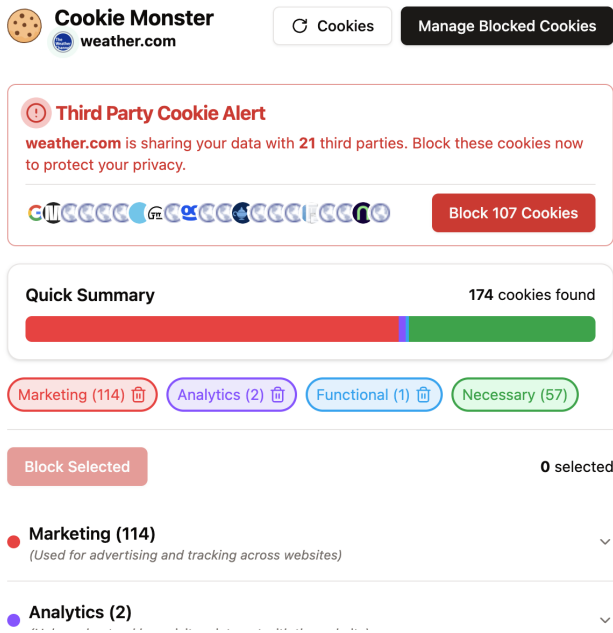 Cookie Monster
weather.com
Cookies
Manage Blocked Cookies
Third Party Cookie Alert
weather.com is sharing your data with 21 third parties. Block these cookies now
to protect your privacy.
Block 107 Cookies
Quick Summary
174 cookies found
Marketing (114)
Analytics (2)
Functional (1)
Necessary (57)
Block Selected
0 selected
Marketing (114)
(Used for advertising and tracking across websites)
Analytics (2)